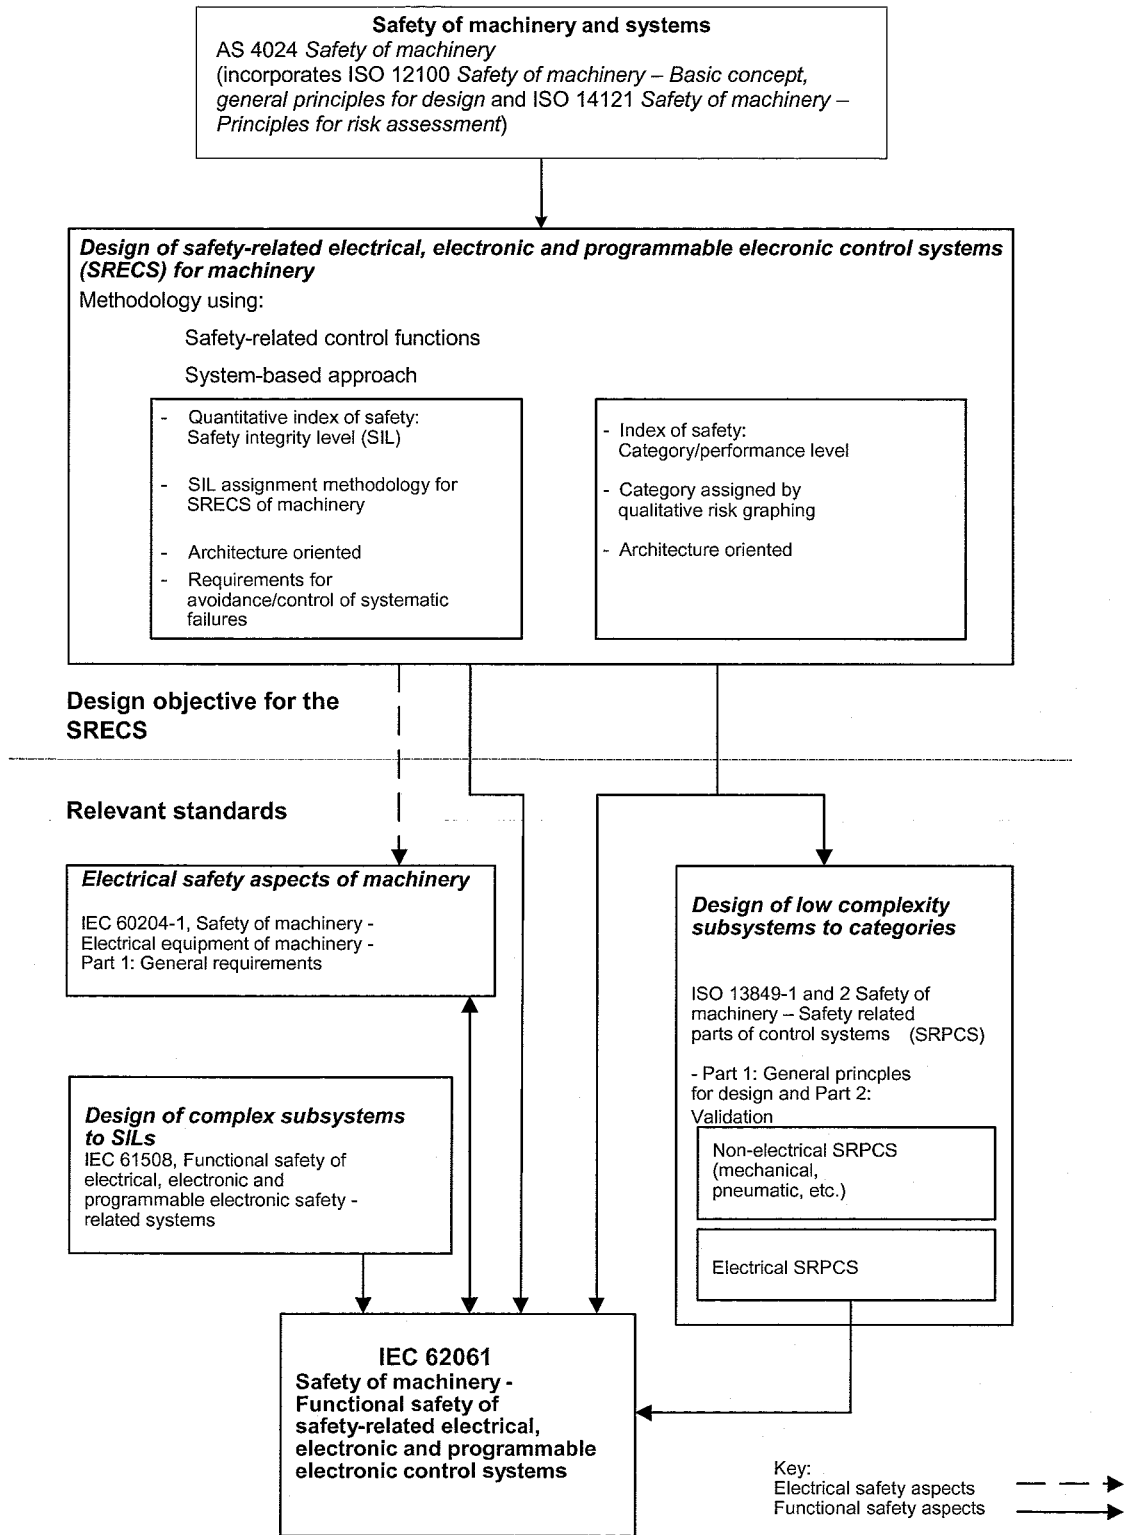 Safety of machinery and systems
AS 4024 Safety of machinery
(incorporates ISO 12100 Safety of machinery – Basic concept,
general principles for design and ISO 14121 Safety of machinery –
Principles for risk assessment)
Design of safety-related electrical, electronic and programmable elecronic control systems
(SRECS) for machinery
Methodology using:
Safety-related control functions
System-based approach
- Quantitative index of safety:
Safety integrity level (SIL)
- SIL assignment methodology for
SRECS of machinery
- Architecture oriented
- Requirements for
avoidance/control of systematic
failures
- Index of safety:
Category/performance level
- Category assigned by
qualitative risk graphing
- Architecture oriented
Design objective for the
SRECS
Relevant standards
Electrical safety aspects of machinery
IEC 60204-1, Safety of machinery -
Electrical equipment of machinery -
Part 1: General requirements
Design of low complexity
subsystems to categories
ISO 13849-1 and 2 Safety of
machinery – Safety related
parts of control systems (SRPCS)
- Part 1: General princples
for design and Part 2:
Validation
Non-electrical SRPCS
(mechanical,
pneumatic, etc.)
Electrical SRPCS
Design of complex subsystems
to SILs
IEC 61508, Functional safety of
electrical, electronic and
programmable electronic safety -
related systems
IEC 62061
Safety of machinery -
Functional safety of
safety-related electrical,
electronic and programmable
electronic control systems
Key:
Electrical safety aspects
Functional safety aspects